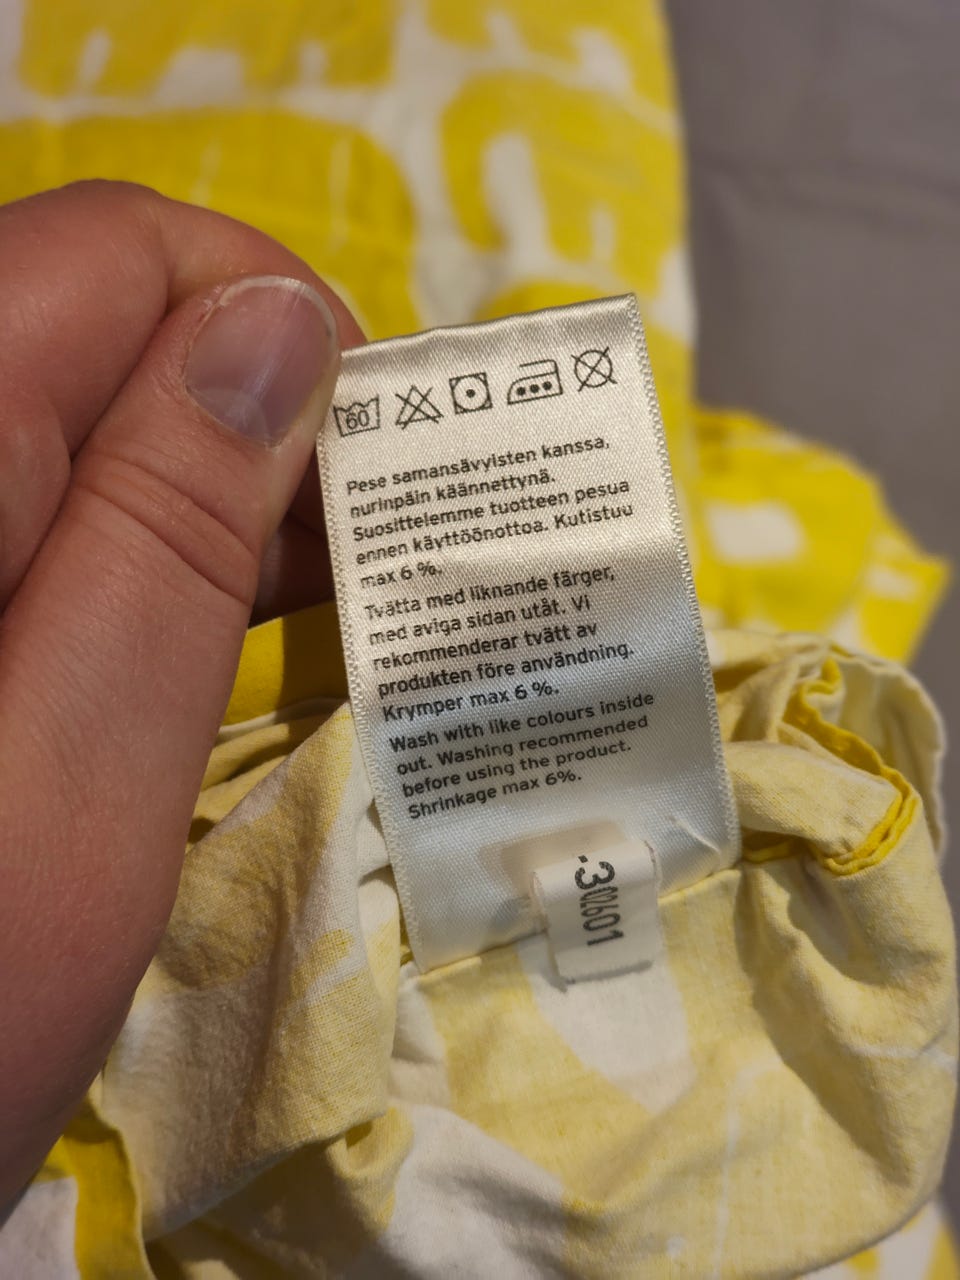 60
Pese samansävyisten kanssa,
nurinpäin käännettynä.
Suosittelemme tuotteen pesua
ennen käyttöönottoa. Kutistuu
max 6 %.
Tvätta med liknande färger,
med aviga sidan utåt. Vi
rekommenderar tvätt av
produkten före användning.
Krymper max 6 %.
Wash with like colours inside
out. Washing recommended
before using the product.
Shrinkage max 6%.